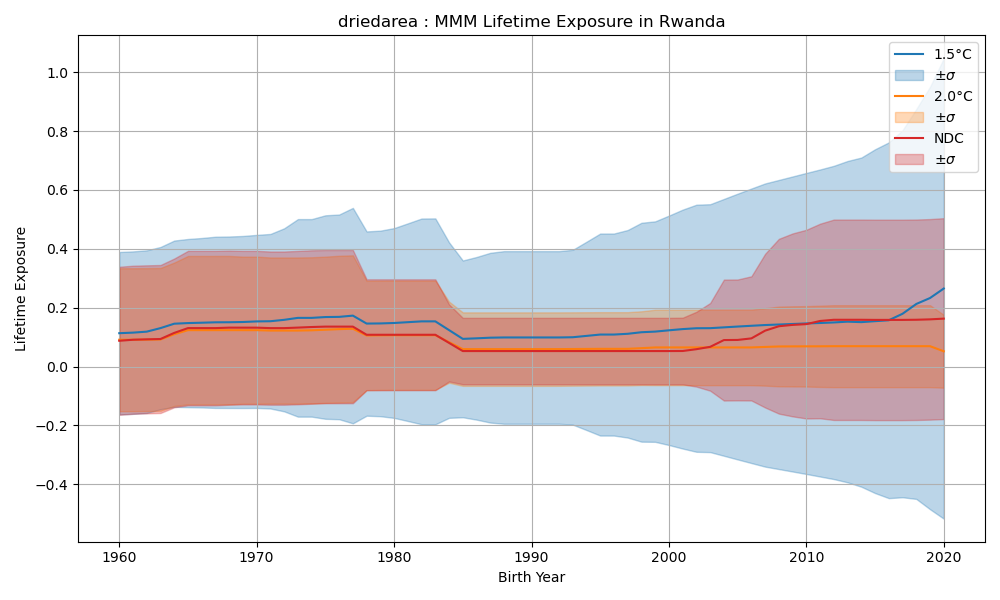 driedarea : MMM Lifetime Exposure in Rwanda
1.5°C
±σ
2.0°C
±σ
NDC
±σ
Lifetime Exposure
1.0
0.8
0.6
0.4
0.2
0.0
−0.2
−0.4
1960
1970
1980
1990
2000
2010
2020
Birth Year